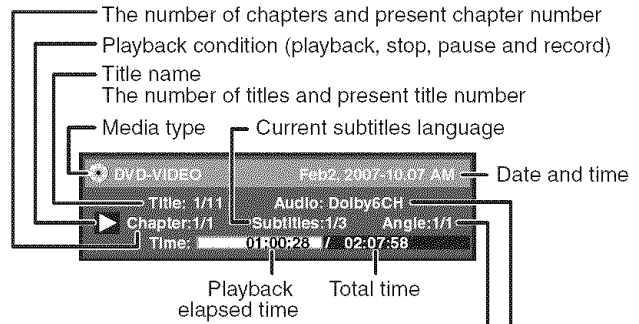 The number of chapters and present chapter number
Playback condition (playback, stop, pause and record)
Title name
The number of titles and present title number
Media type
Current subtitles language
DVD-VIDEO
Feb2, 2007-10:07 AM
Date and time
Title: 1/11
Audio: Dolby6CH
Chapter:1/1
Subtitles:1/3
Angle:1/1
Time:
01:00:28 / 02:07:58
Playback
elapsed time
Total time